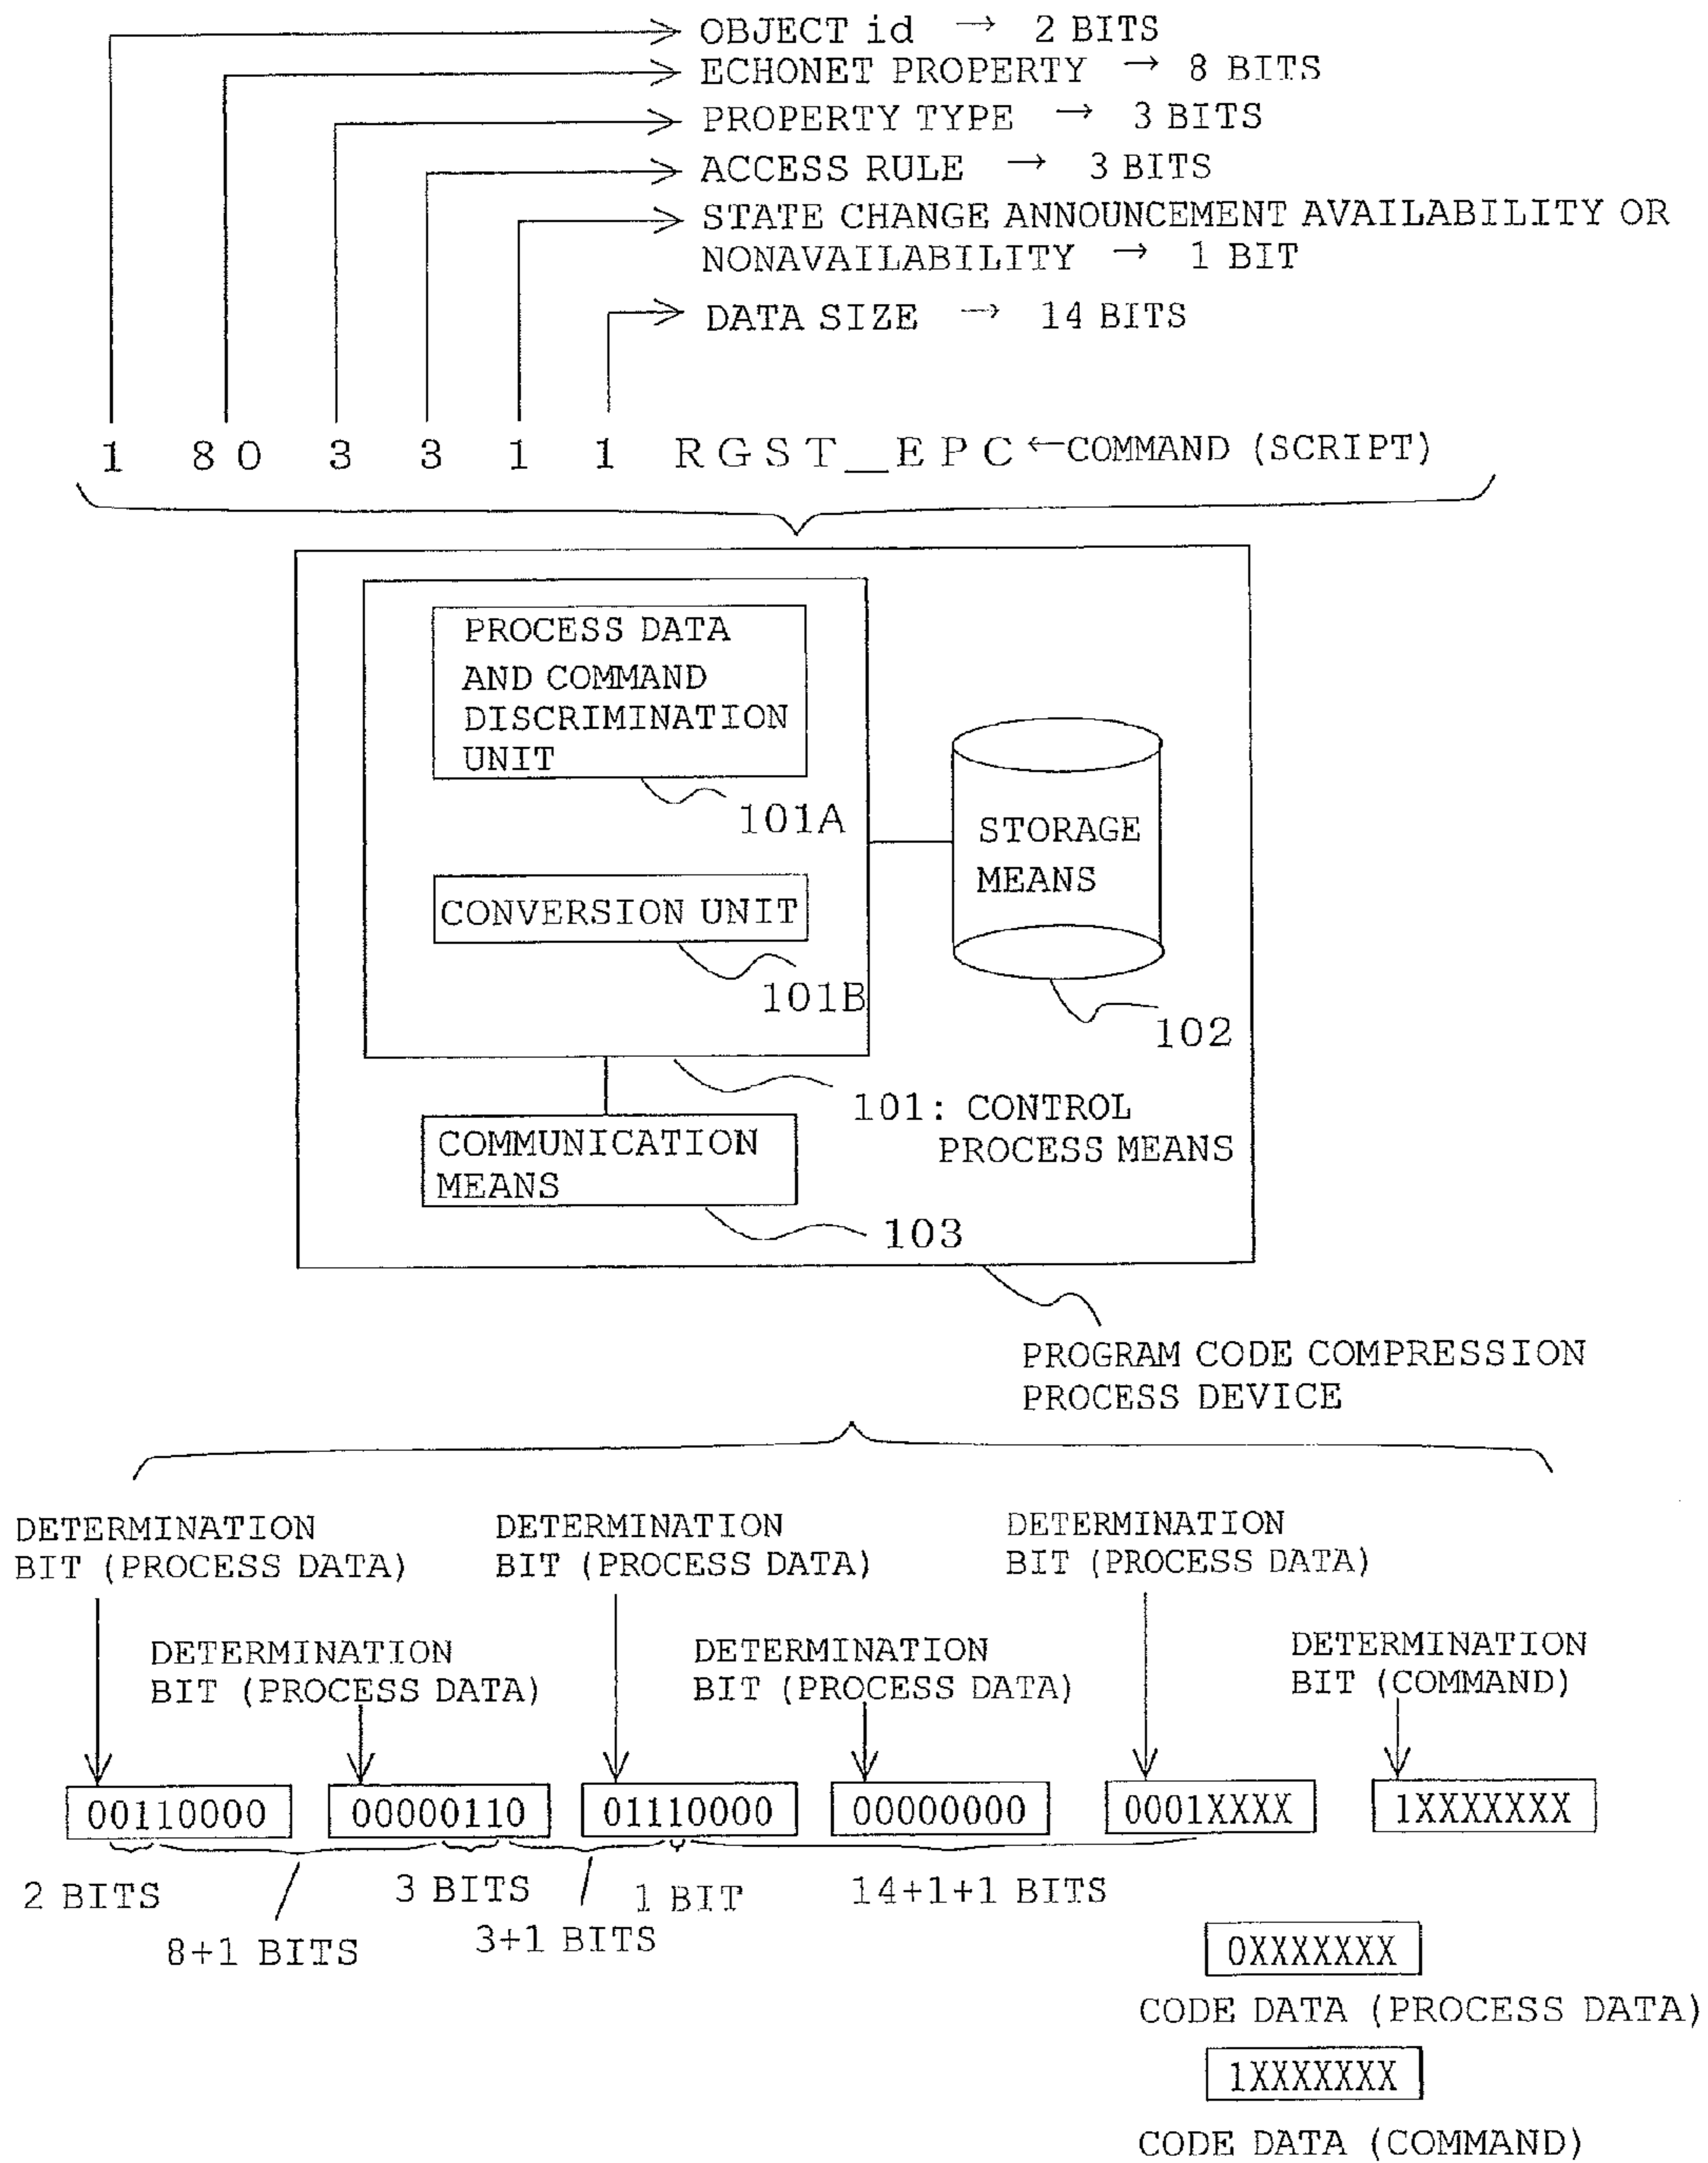 OBJECT id → 2 BITS
ECHONET PROPERTY → 8 BITS
PROPERTY TYPE → 3 BITS
ACCESS RULE → 3 BITS
STATE CHANGE ANNOUNCEMENT AVAILABILITY OR
NONAVAILABILITY → 1 BIT
DATA SIZE → 14 BITS
1 80 3 3 1 1 RGST_EPC ←COMMAND (SCRIPT)
PROCESS DATA
AND COMMAND
DISCRIMINATION
UNIT
101A
STORAGE
MEANS
CONVERSION UNIT
101B
102
101: CONTROL
PROCESS MEANS
COMMUNICATION
MEANS
103
PROGRAM CODE COMPRESSION
PROCESS DEVICE
DETERMINATION
BIT (PROCESS DATA)
DETERMINATION
BIT (PROCESS DATA)
DETERMINATION
BIT (PROCESS DATA)
DETERMINATION
BIT (PROCESS DATA)
DETERMINATION
BIT (PROCESS DATA)
DETERMINATION
BIT (COMMAND)
00110000 00000110 01110000 00000000 0001XXXX 1XXXXXXX
2 BITS 3 BITS 1 BIT 14+1+1 BITS
8+1 BITS 3+1 BITS
0XXXXXXX
CODE DATA (PROCESS DATA)
1XXXXXXX
CODE DATA (COMMAND)